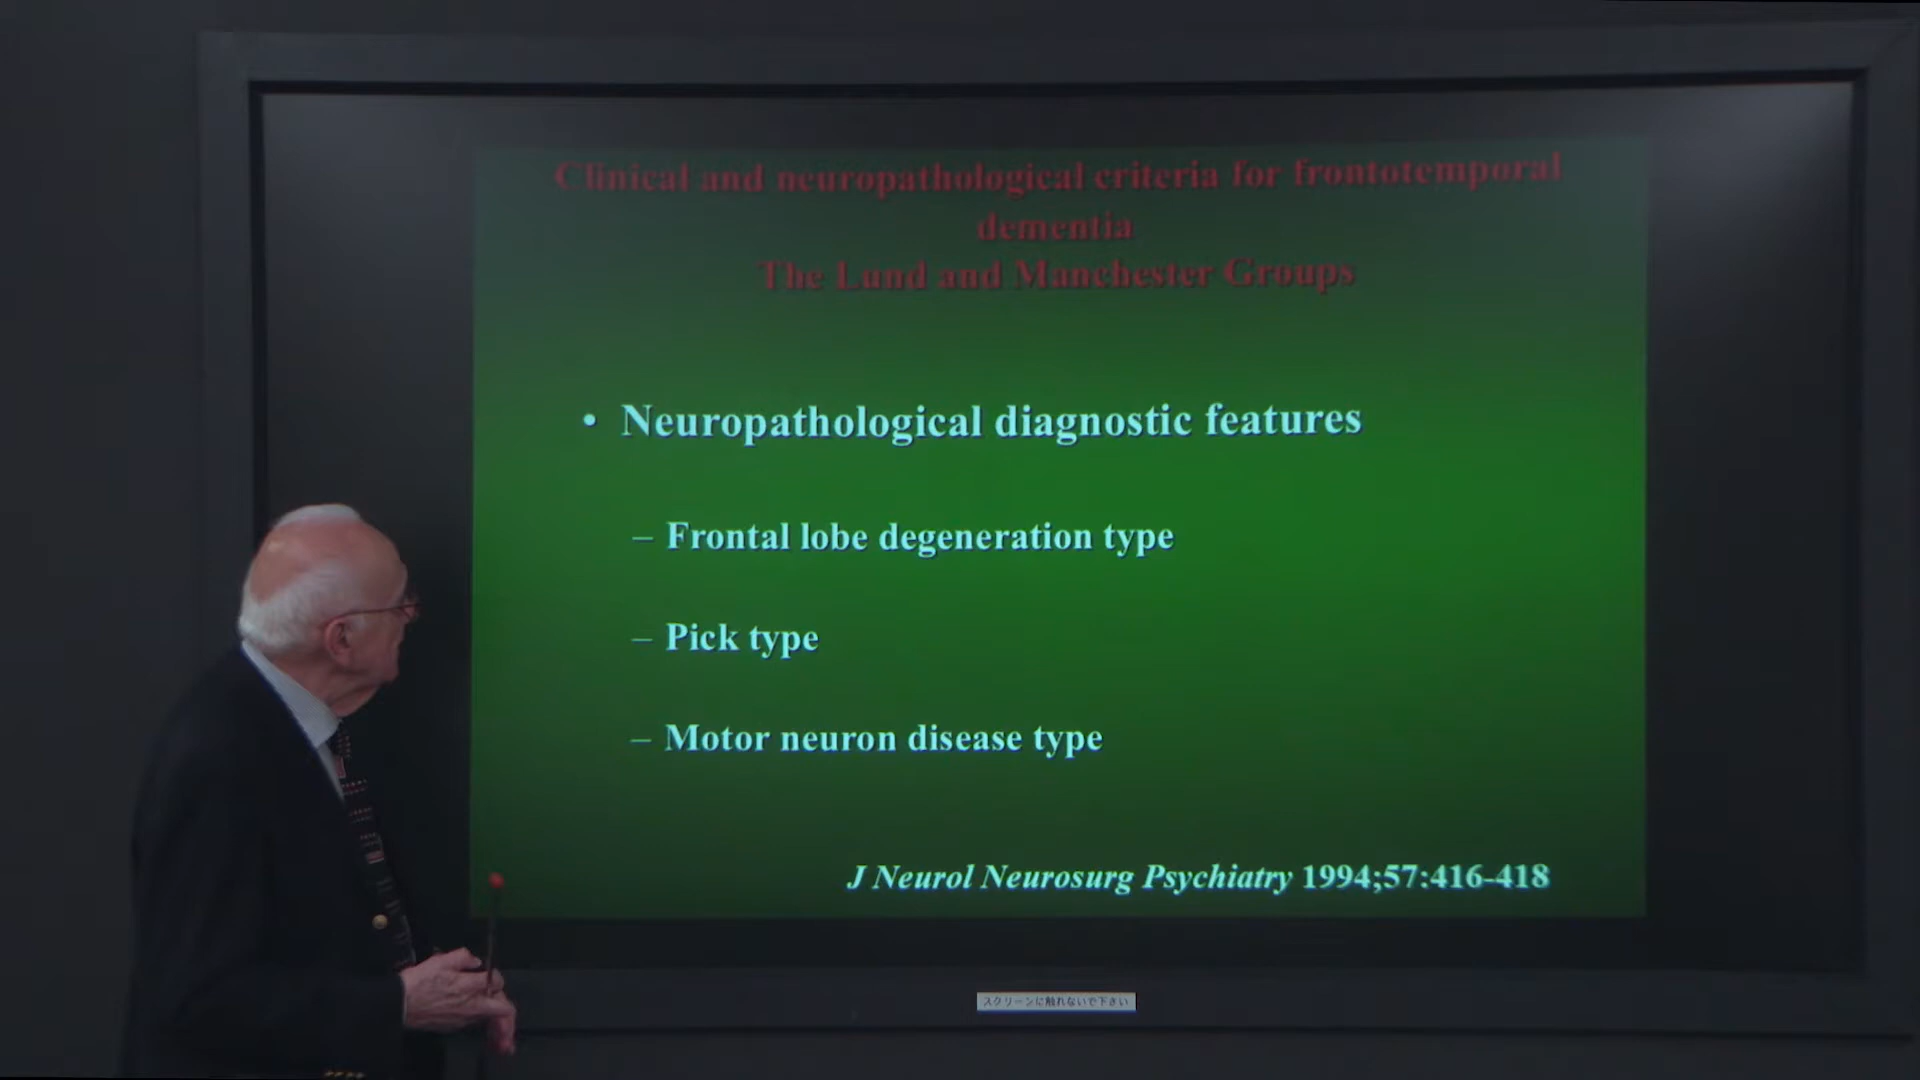 Clinical and neuropathological criteria for frontotemporal
dementia
The Lund and Manchester Groups
• Neuropathological diagnostic features
– Frontal lobe degeneration type
– Pick type
– Motor neuron disease type
J Neurol Neurosurg Psychiatry 1994;57:416-418
スクリーンに触れないで下さい